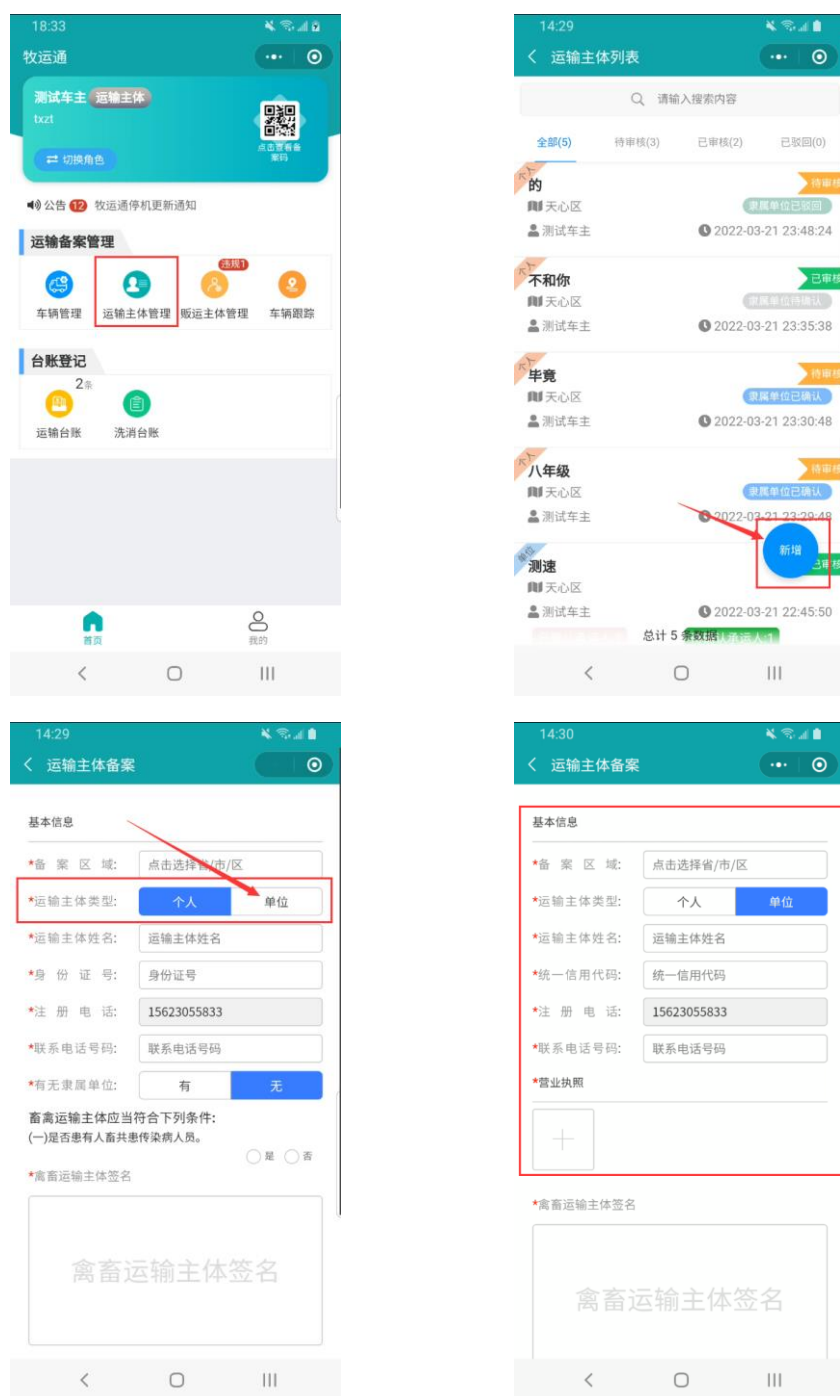 18:33
牧运通
测试车主 运输主体
txzt
点击查看备
案码
切换角色
公告 12 牧运通停机更新通知
运输备案管理
违规1
车辆管理 运输主体管理 贩运主体管理 车辆跟踪
台账登记
2条
运输台账 洗消台账
首页 我的
14:29
运输主体列表
请输入搜索内容
全部(5) 待审核(3) 已审核(2) 已驳回(0)
个人
的
待审核
天心区
隶属单位已驳回
测试车主 2022-03-21 23:48:24
个人
不和你
已审核
天心区
隶属单位待确认
测试车主 2022-03-21 23:35:38
个人
毕竟
待审核
天心区
隶属单位已确认
测试车主 2022-03-21 23:30:48
个人
八年级
待审核
天心区
隶属单位已确认
测试车主 2022-03-21 23:29:48
新增
单位
测速
已审核
天心区
测试车主 2022-03-21 22:45:50
总计 5 条数据
14:29
运输主体备案
基本信息
*备案区域: 点击选择省/市/区
*运输主体类型: 个人 单位
*运输主体姓名: 运输主体姓名
*身份证号: 身份证号
*注册电话: 15623055833
*联系电话号码: 联系电话号码
*有无隶属单位: 有 无
畜禽运输主体应当符合下列条件:
(一)是否患有人畜共患传染病人员。
是 否
*禽畜运输主体签名
禽畜运输主体签名
14:30
运输主体备案
基本信息
*备案区域: 点击选择省/市/区
*运输主体类型: 个人 单位
*运输主体姓名: 运输主体姓名
*统一信用代码: 统一信用代码
*注册电话: 15623055833
*联系电话号码: 联系电话号码
*营业执照
*禽畜运输主体签名
禽畜运输主体签名